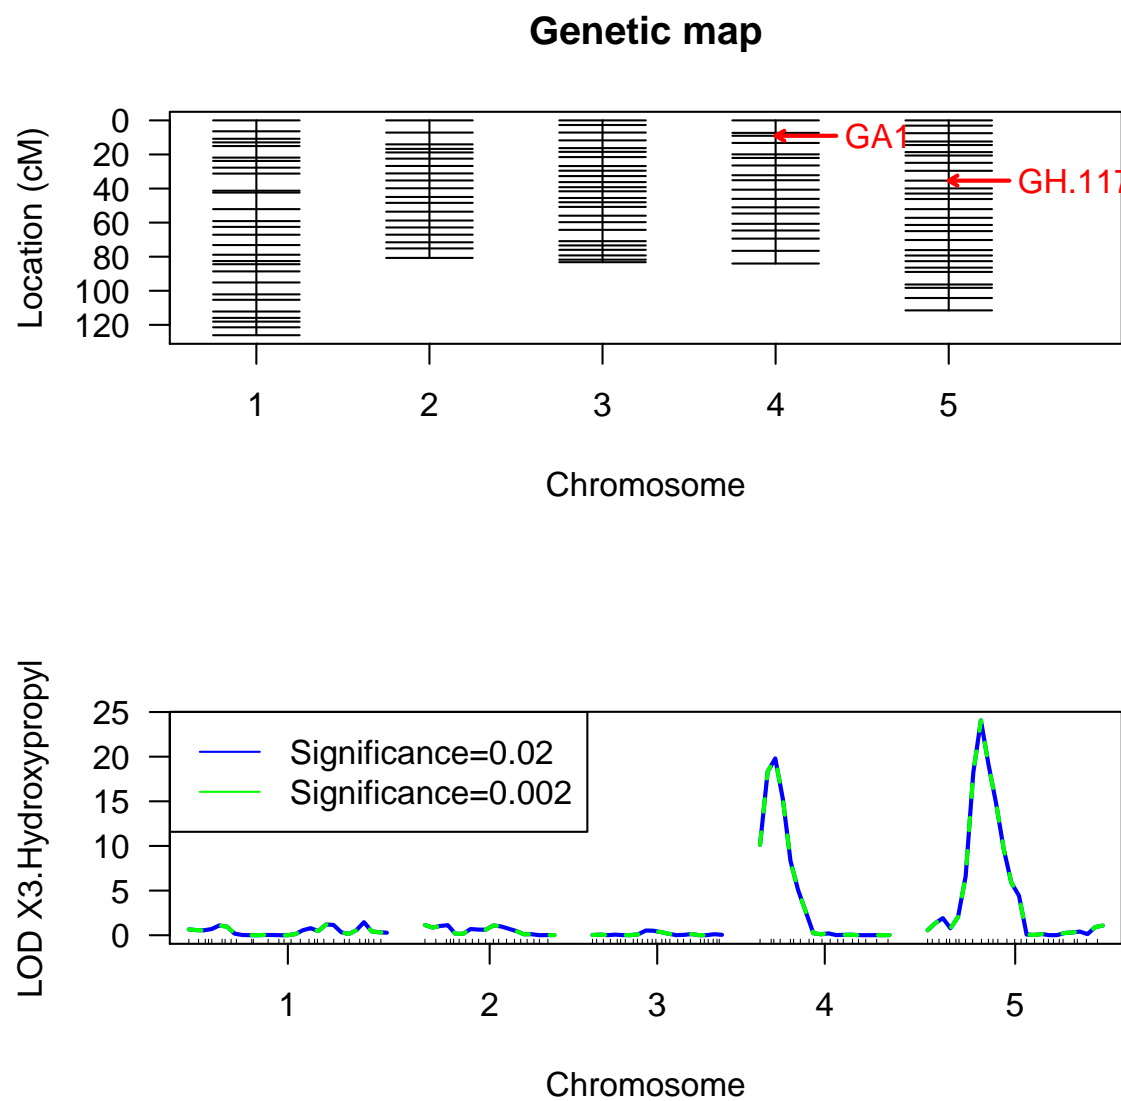 Genetic map
Location (cM)
0
20
40
60
80
100
120
GA1
GH.117
1 2 3 4 5
Chromosome
LOD X3.Hydroxypropyl
25
20
15
10
5
0
Significance=0.02
Significance=0.002
1 2 3 4 5
Chromosome